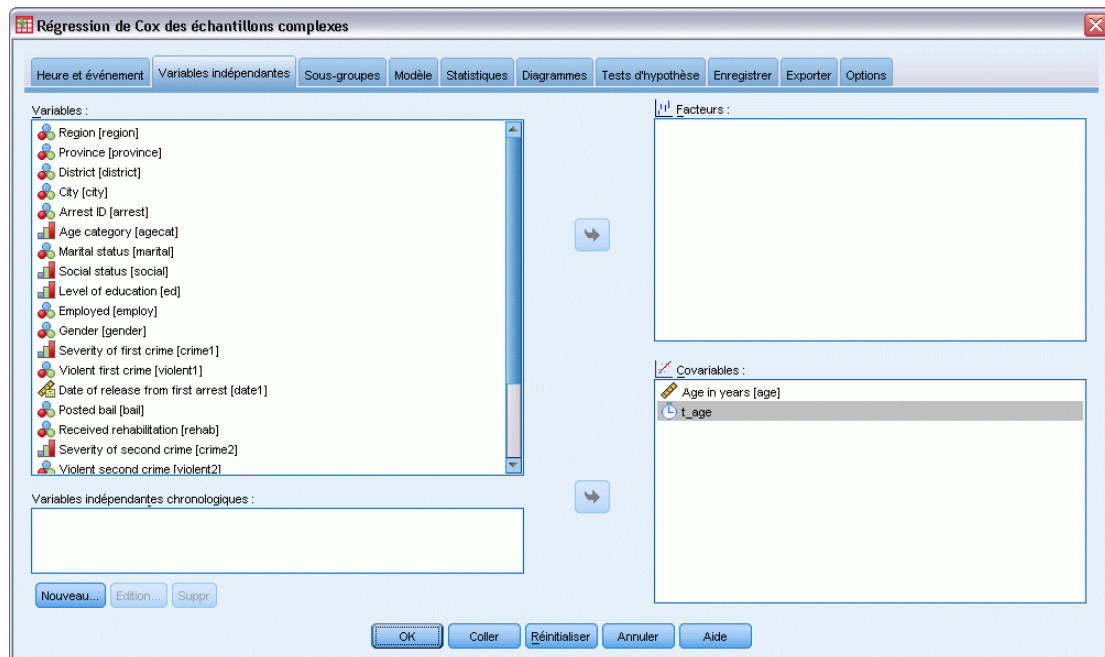 Régression de Cox des échantillons complexes
Heure et événement
Variables indépendantes
Sous-groupes
Modèle
Statistiques
Diagrammes
Tests d'hypothèse
Enregistrer
Exporter
Options
Variables :
Region [region]
Province [province]
District [district]
City [city]
Arrest ID [arrest]
Age category [agecat]
Marital status [marital]
Social status [social]
Level of education [ed]
Employed [employ]
Gender [gender]
Severity of first crime [crime1]
Violent first crime [violent1]
Date of release from first arrest [date1]
Posted bail [bail]
Received rehabilitation [rehab]
Severity of second crime [crime2]
Violent second crime [violent2]
Variables indépendantes chronologiques :
Nouveau...
Edition...
Suppr
Facteurs :
Covariables :
Age in years [age]
t_age
OK
Coller
Réinitialiser
Annuler
Aide